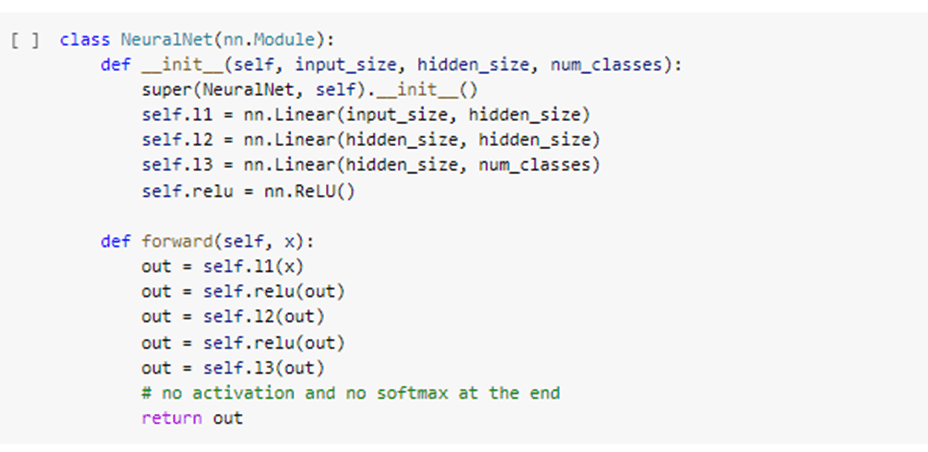 [ ] class NeuralNet(nn.Module):
def __init__(self, input_size, hidden_size, num_classes):
super(NeuralNet, self).__init__()
self.l1 = nn.Linear(input_size, hidden_size)
self.l2 = nn.Linear(hidden_size, hidden_size)
self.l3 = nn.Linear(hidden_size, num_classes)
self.relu = nn.ReLU()
def forward(self, x):
out = self.l1(x)
out = self.relu(out)
out = self.l2(out)
out = self.relu(out)
out = self.l3(out)
# no activation and no softmax at the end
return out